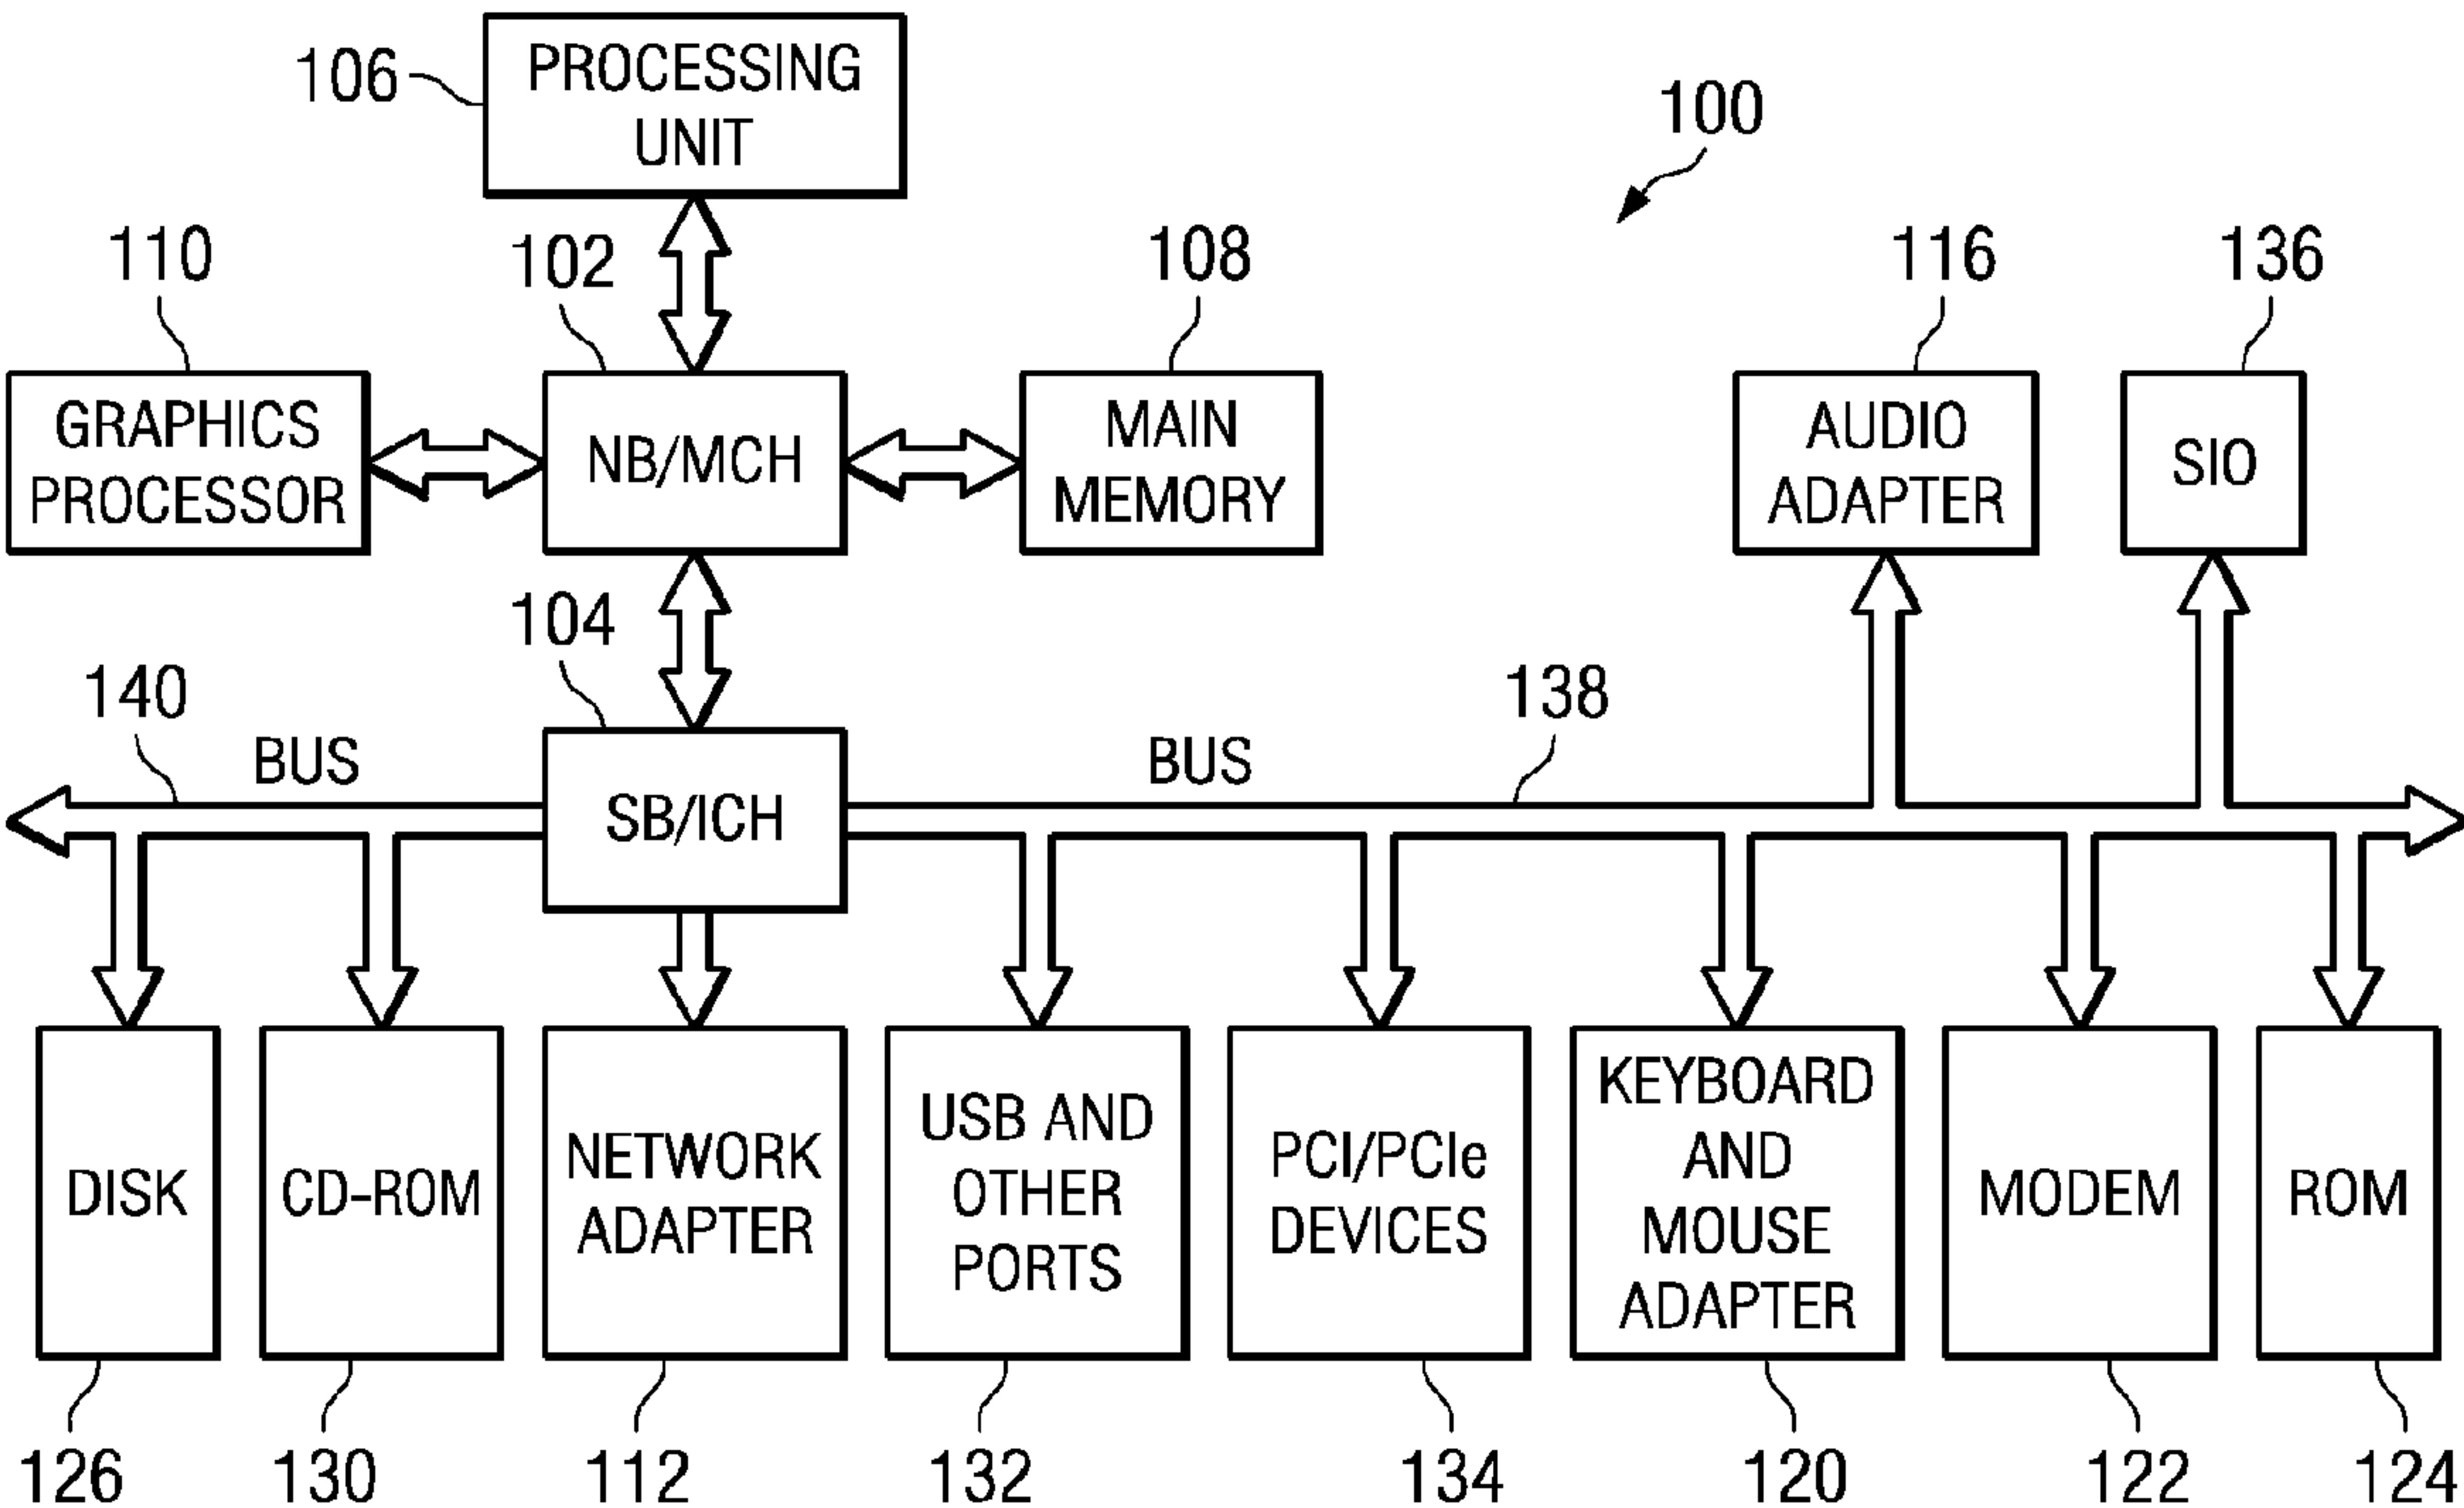 PROCESSING
UNIT
106
100
110
102
108
116
136
GRAPHICS
PROCESSOR
NB/MCH
MAIN
MEMORY
AUDIO
ADAPTER
SIO
104
140
BUS
BUS
138
SB/ICH
DISK
CD-ROM
NETWORK
ADAPTER
USB AND
OTHER
PORTS
PCI/PCIe
DEVICES
KEYBOARD
AND
MOUSE
ADAPTER
MODEM
ROM
126
130
112
132
134
120
122
124